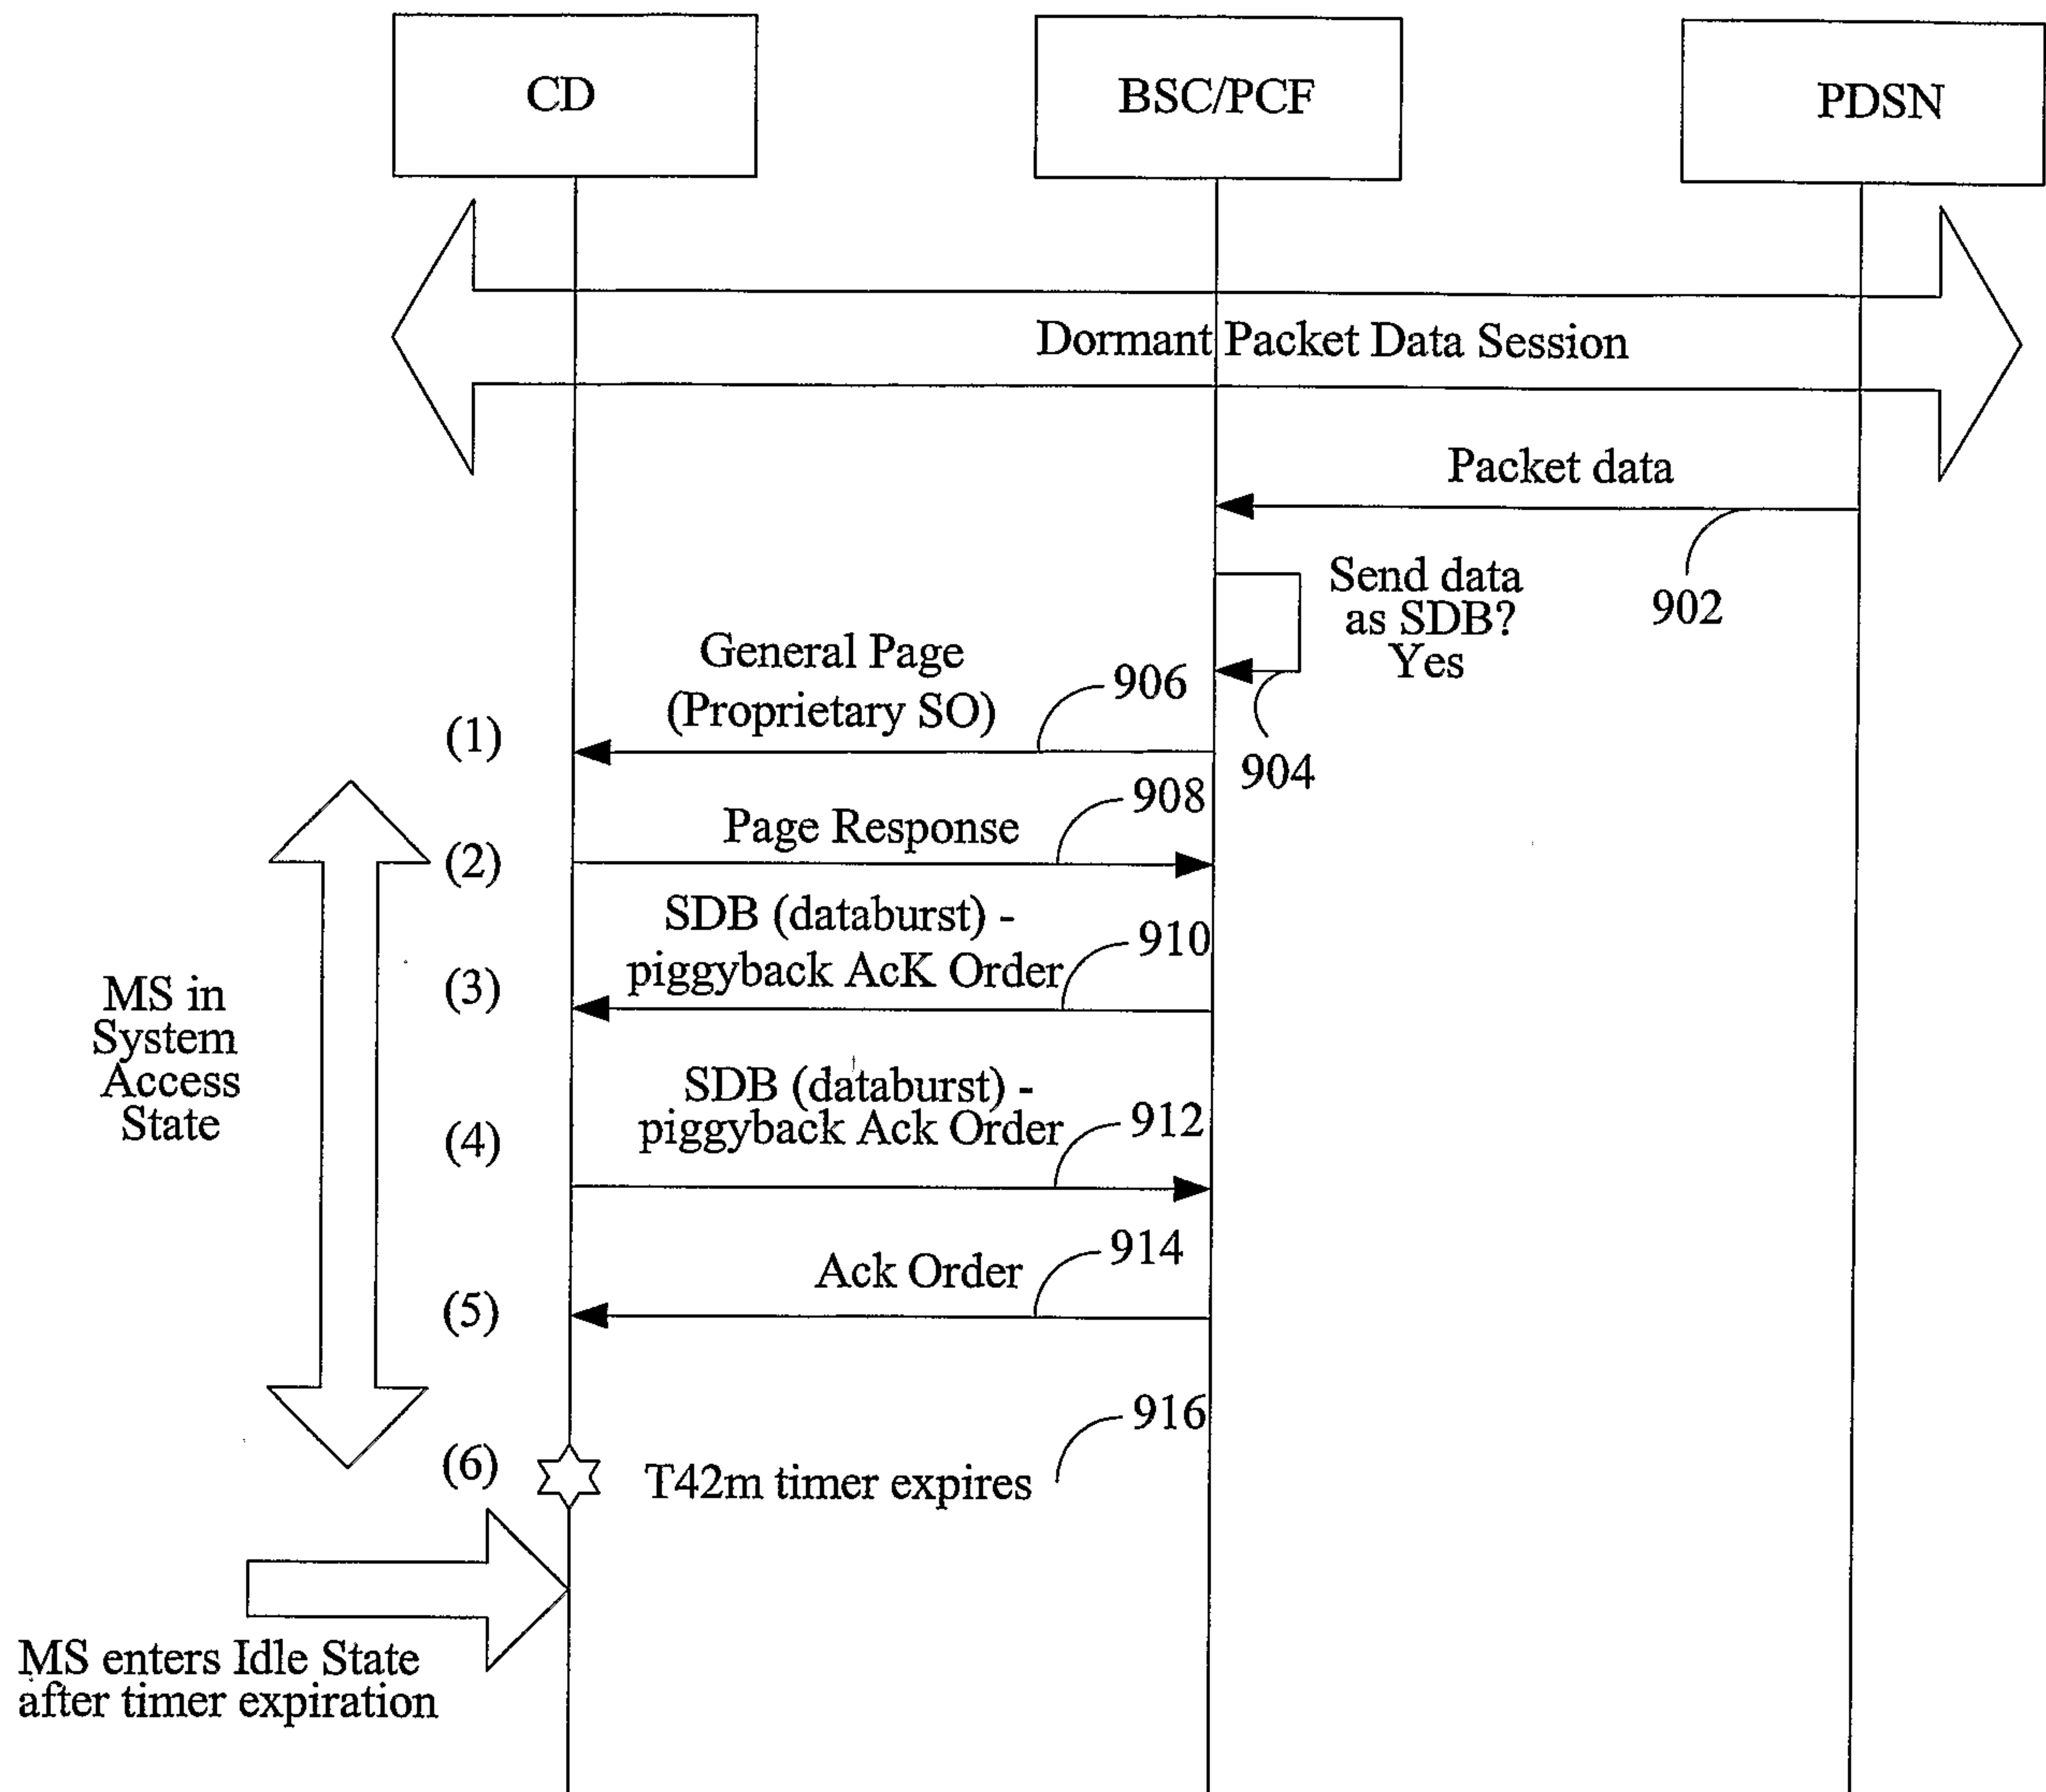 CD
BSC/PCF
PDSN
Dormant Packet Data Session
Packet data
902
Send data
as SDB?
Yes
904
General Page
(Proprietary SO)
906
(1)
908
Page Response
(2)
SDB (databurst) -
piggyback AcK Order
910
(3)
MS in
System
Access
State
SDB (databurst) -
piggyback Ack Order
912
(4)
914
Ack Order
(5)
916
(6)
T42m timer expires
MS enters Idle State
after timer expiration